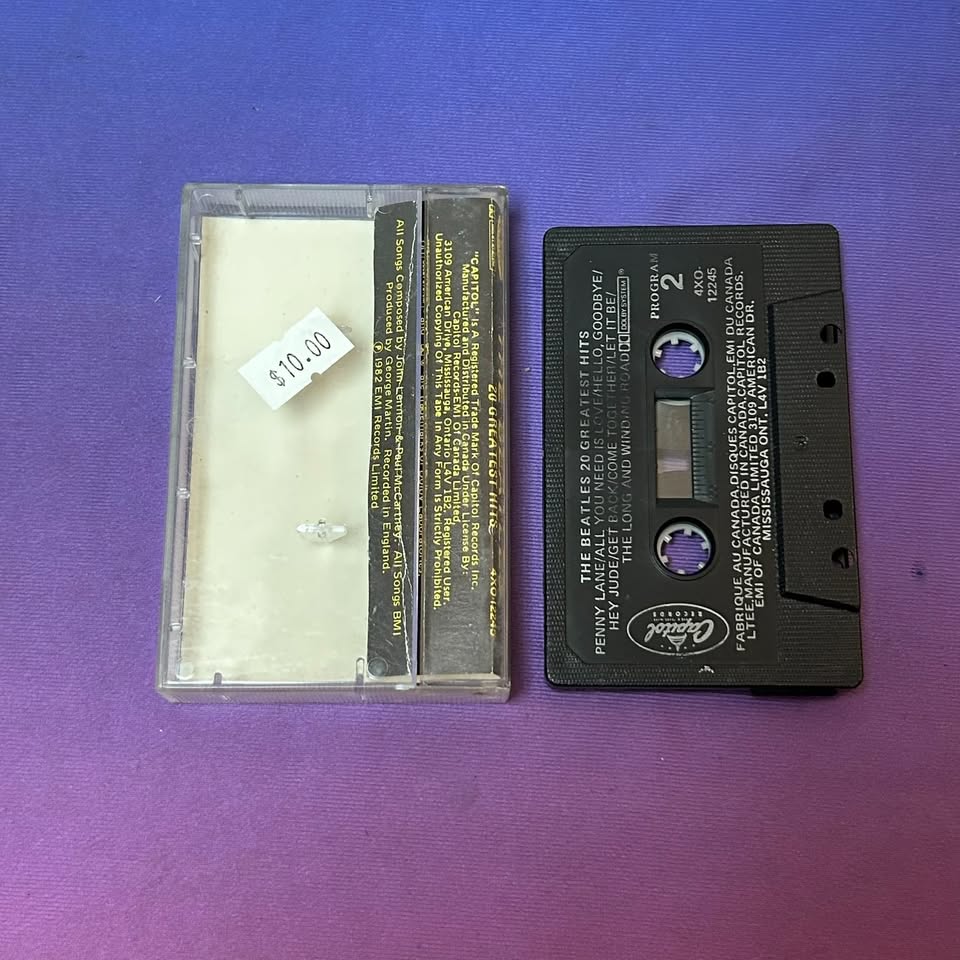 $10.00
20 GREATEST HITS 4XO-12245
"CAPITOL" Is A Registered Trade Mark Of Capitol Records Inc.
Manufactured and Distributed in Canada Under License By:
Capitol Records-EMI Of Canada Limited,
3109 American Drive, Mississauga, Ontario L4V 1B2. Registered User.
Unauthorized Copying Of This Tape In Any Form Is Strictly Prohibited.
All Songs Composed by John Lennon & Paul McCartney. All Songs BMI
Produced by George Martin. Recorded in England.
℗ 1982 EMI Records Limited
THE BEATLES 20 GREATEST HITS
PENNY LANE/ALL YOU NEED IS LOVE/HELLO, GOODBYE/
HEY JUDE/GET BACK/COME TOGETHER/LET IT BE/
THE LONG AND WINDING ROAD DOLBY SYSTEM®
PROGRAM
2
4XO-
12245
Capitol
RECORDS
FABRIQUE AU CANADA,DISQUES CAPITOL,EMI DU CANADA
LTEE,MANUFACTURED IN CANADA,CAPITOL RECORDS.
EMI OF CANADA LIMITED 3109 AMERICAN DR.
MISSISSAUGA ONT. L4V 1B2